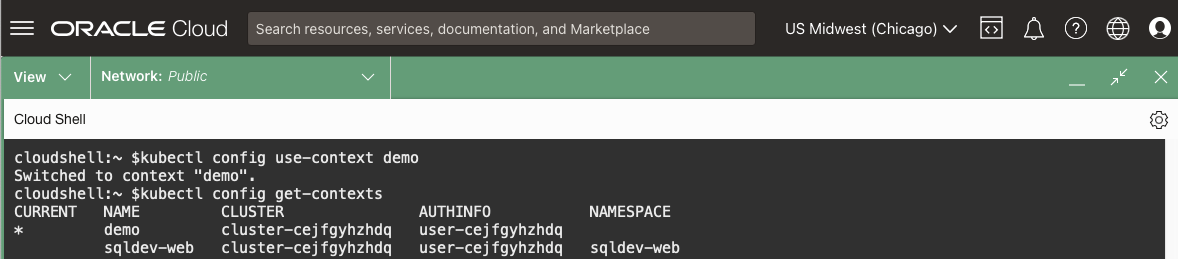 ORACLE Cloud Search resources, services, documentation, and Marketplace US Midwest (Chicago)
View Network: Public
Cloud Shell
cloudshell:~ $kubectl config use-context demo
Switched to context "demo".
cloudshell:~ $kubectl config get-contexts
CURRENT NAME CLUSTER AUTHINFO NAMESPACE
* demo cluster-cejfgyhzhdq user-cejfgyhzhdq
sqldev-web cluster-cejfgyhzhdq user-cejfgyhzhdq sqldev-web